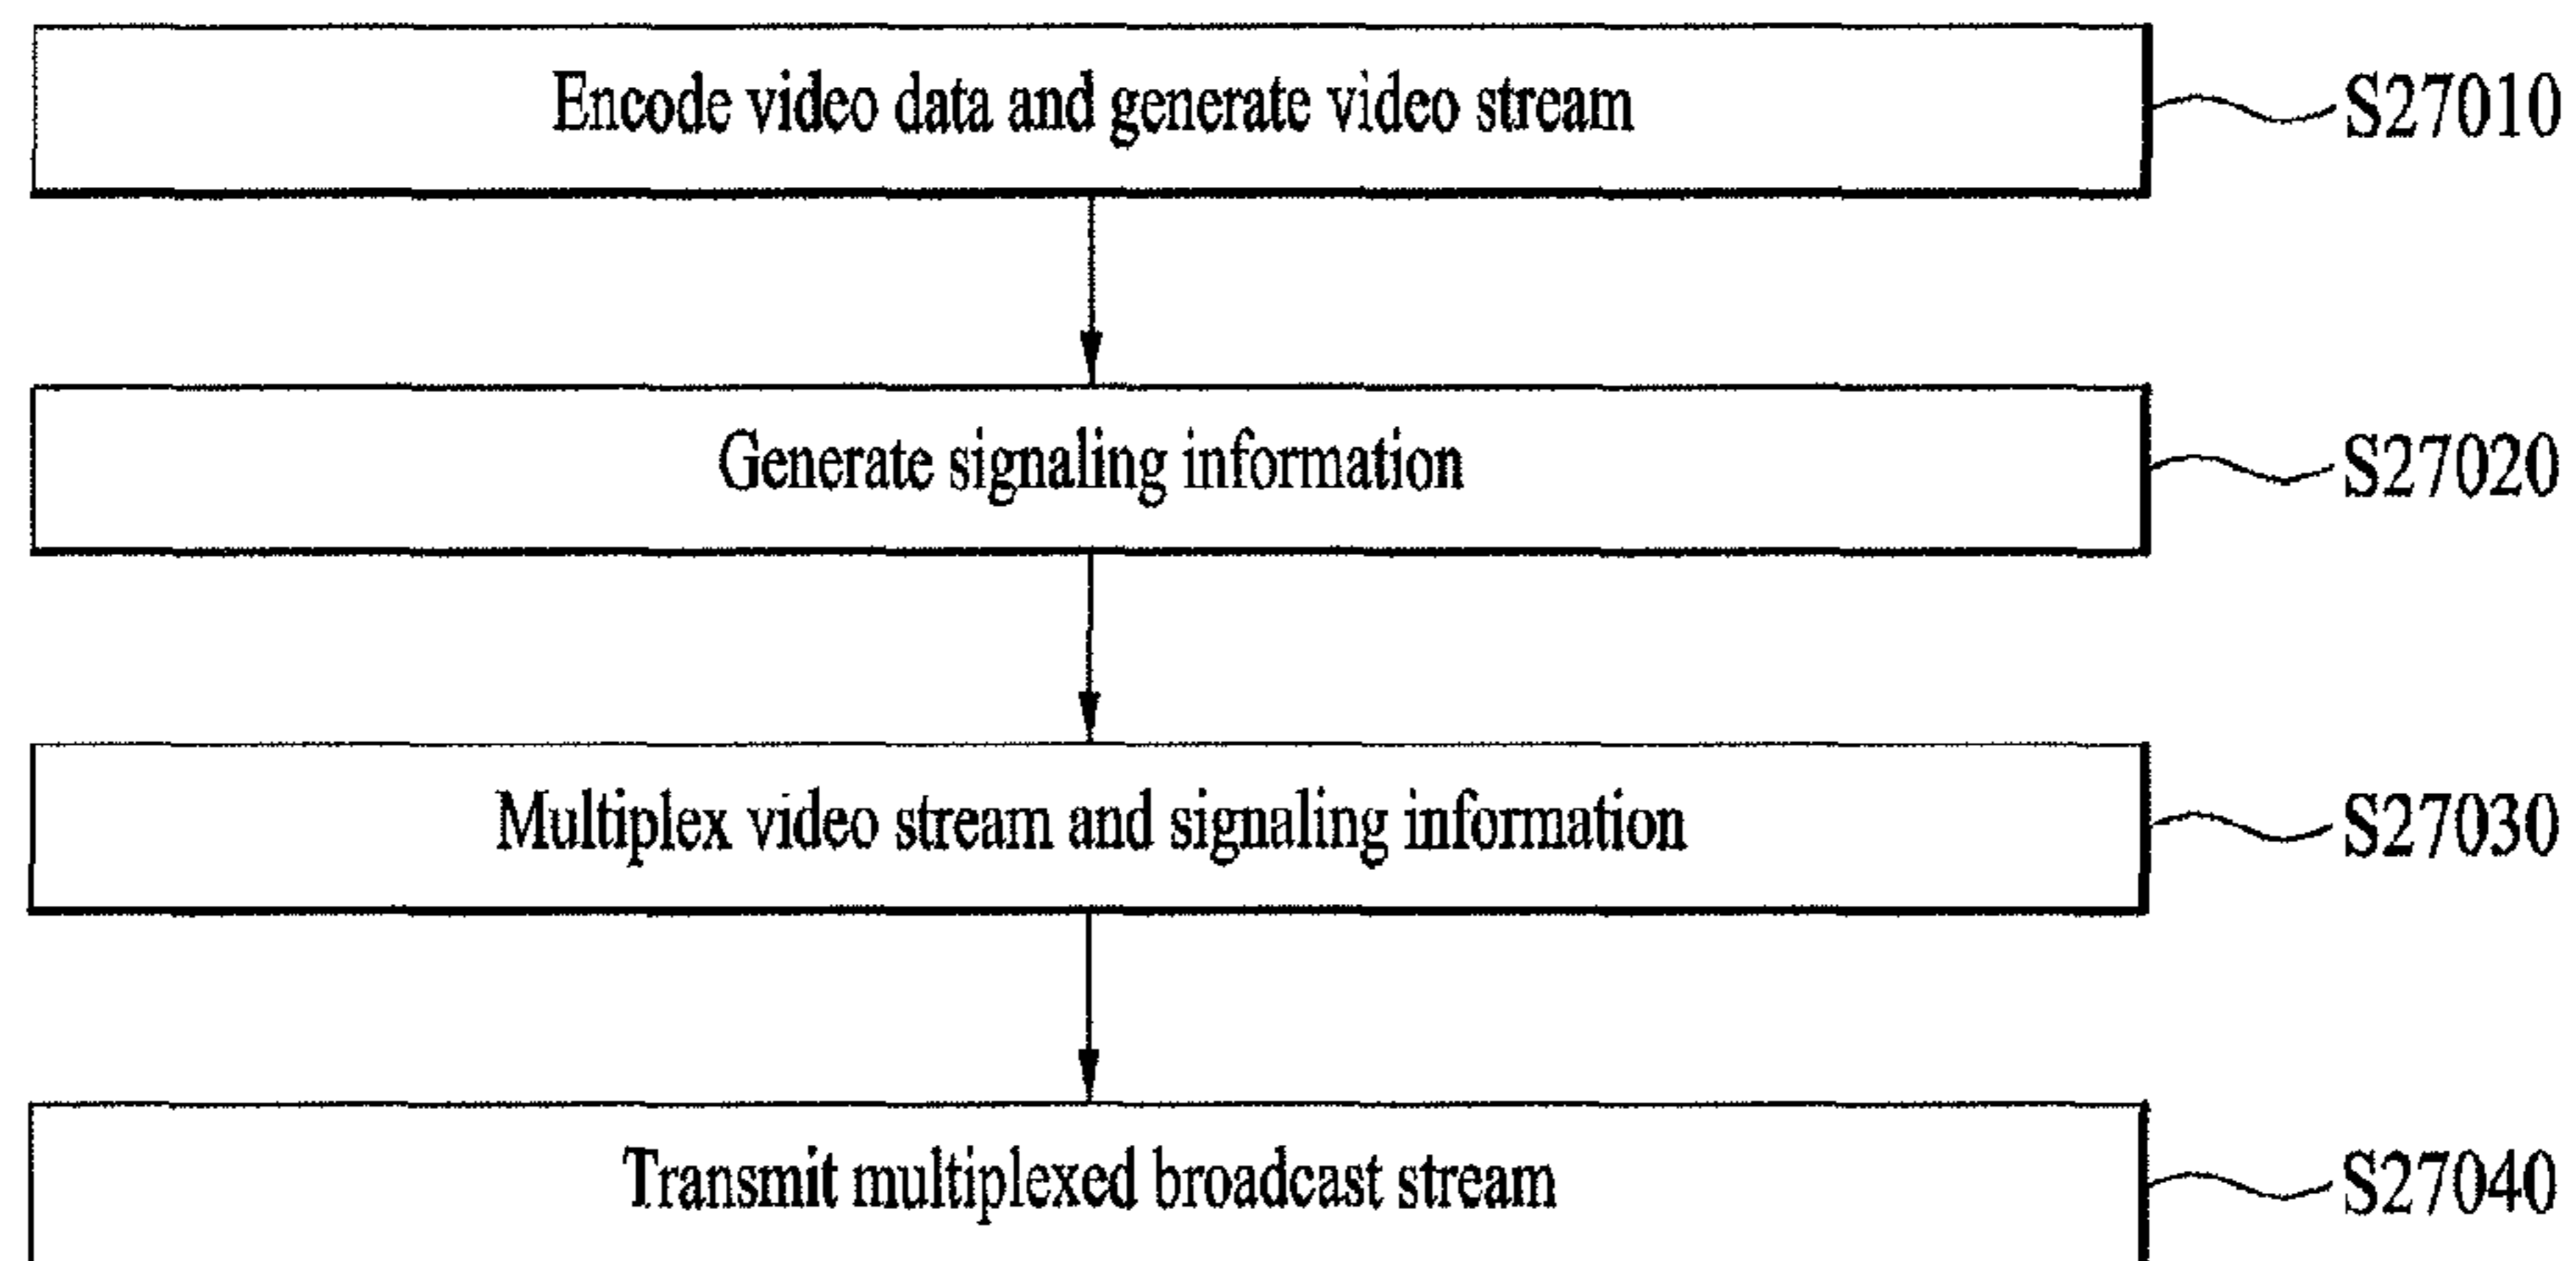 Encode video data and generate video stream S27010
Generate signaling information S27020
Multiplex video stream and signaling information S27030
Transmit multiplexed broadcast stream S27040